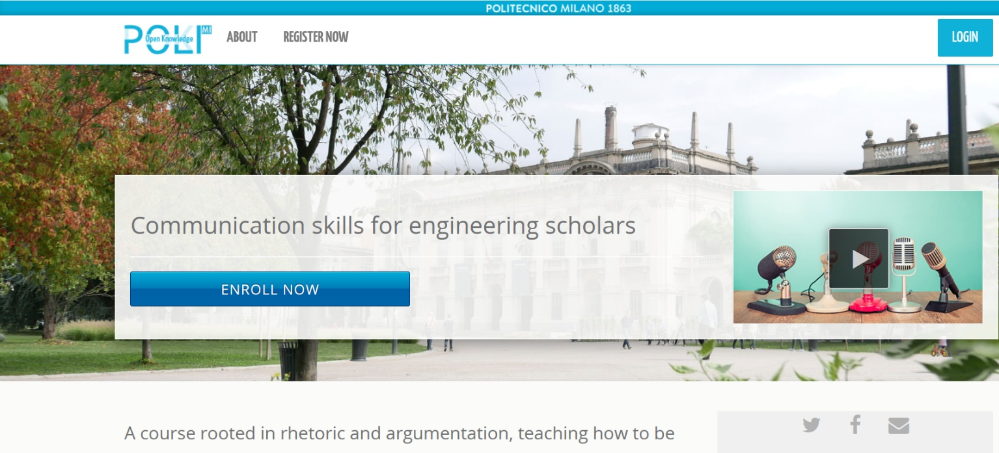 POLITECNICO MILANO 1863
POLI MI
Open Knowledge
ABOUT
REGISTER NOW
LOGIN
Communication skills for engineering scholars
ENROLL NOW
A course rooted in rhetoric and argumentation, teaching how to be